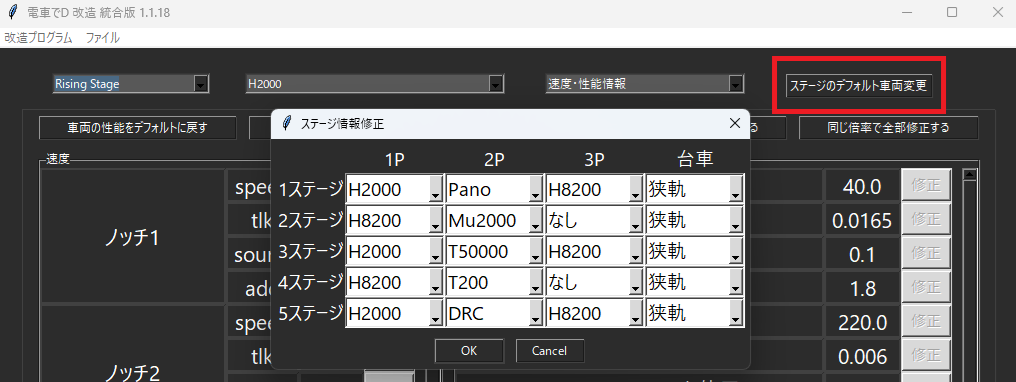 電車でD 改造 統合版 1.1.18
改造プログラム ファイル
Rising Stage H2000 速度・性能情報 ステージのデフォルト車両変更
車両の性能をデフォルトに戻す る 同じ倍率で全部修正する
ステージ情報修正
速度
1P 2P 3P 台車
1ステージ H2000 Pano H8200 狭軌
2ステージ H8200 Mu2000 なし 狭軌
3ステージ H2000 T50000 H8200 狭軌
4ステージ H8200 T200 なし 狭軌
5ステージ H2000 DRC H8200 狭軌
OK Cancel
ノッチ1
spee 40.0 修正
tlk 0.0165 修正
soun 0.1 修正
add 1.8 修正
ノッチ2
spee 220.0 修正
tlk 0.006 修正